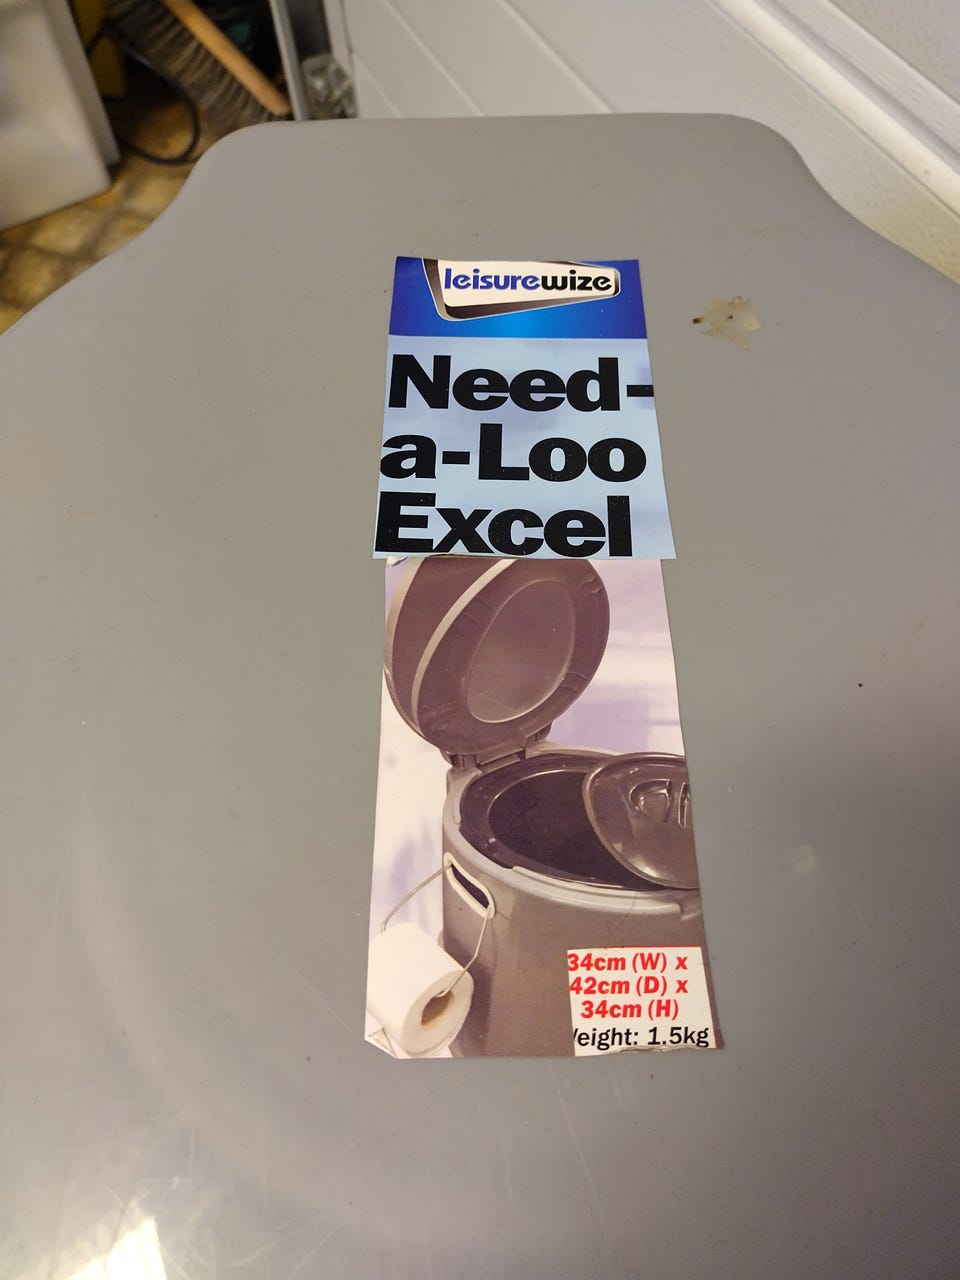 leisurewize
Need-
a-Loo
Excel
34cm (W) x
42cm (D) x
34cm (H)
eight: 1.5kg